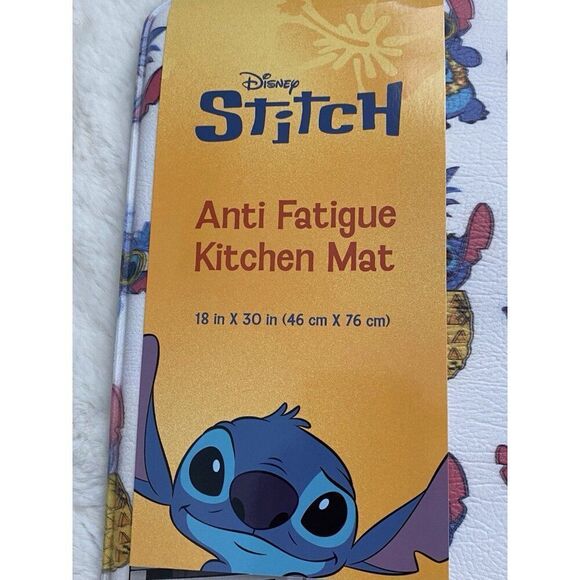 Disney
STITCH
Anti Fatigue
Kitchen Mat
18 in X 30 in (46 cm X 76 cm)